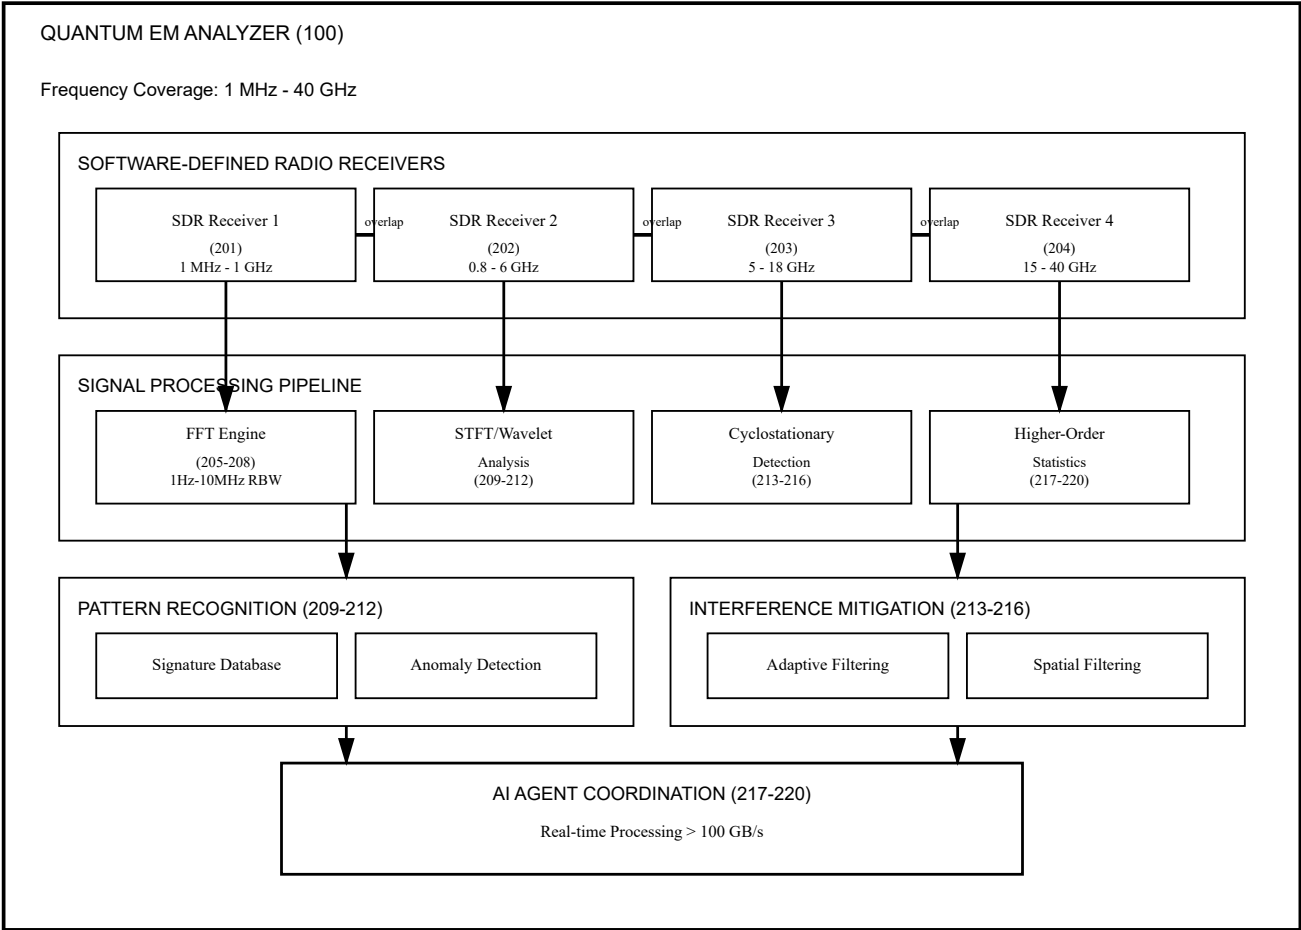 QUANTUM EM ANALYZER (100)
Frequency Coverage: 1 MHz - 40 GHz
SOFTWARE-DEFINED RADIO RECEIVERS
SDR Receiver 1
(201)
1 MHz - 1 GHz
overlap
SDR Receiver 2
(202)
0.8 - 6 GHz
overlap
SDR Receiver 3
(203)
5 - 18 GHz
overlap
SDR Receiver 4
(204)
15 - 40 GHz
SIGNAL PROCESSING PIPELINE
FFT Engine
(205-208)
1Hz-10MHz RBW
STFT/Wavelet
Analysis
(209-212)
Cyclostationary
Detection
(213-216)
Higher-Order
Statistics
(217-220)
PATTERN RECOGNITION (209-212)
Signature Database
Anomaly Detection
INTERFERENCE MITIGATION (213-216)
Adaptive Filtering
Spatial Filtering
AI AGENT COORDINATION (217-220)
Real-time Processing > 100 GB/s